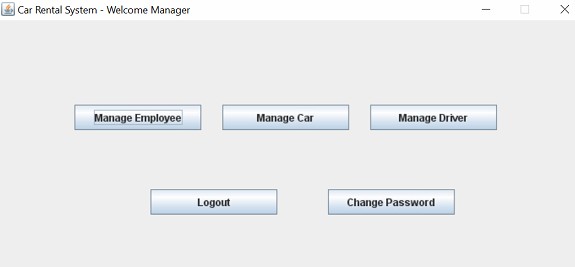 Car Rental System - Welcome Manager
Manage Employee Manage Car Manage Driver
Logout Change Password